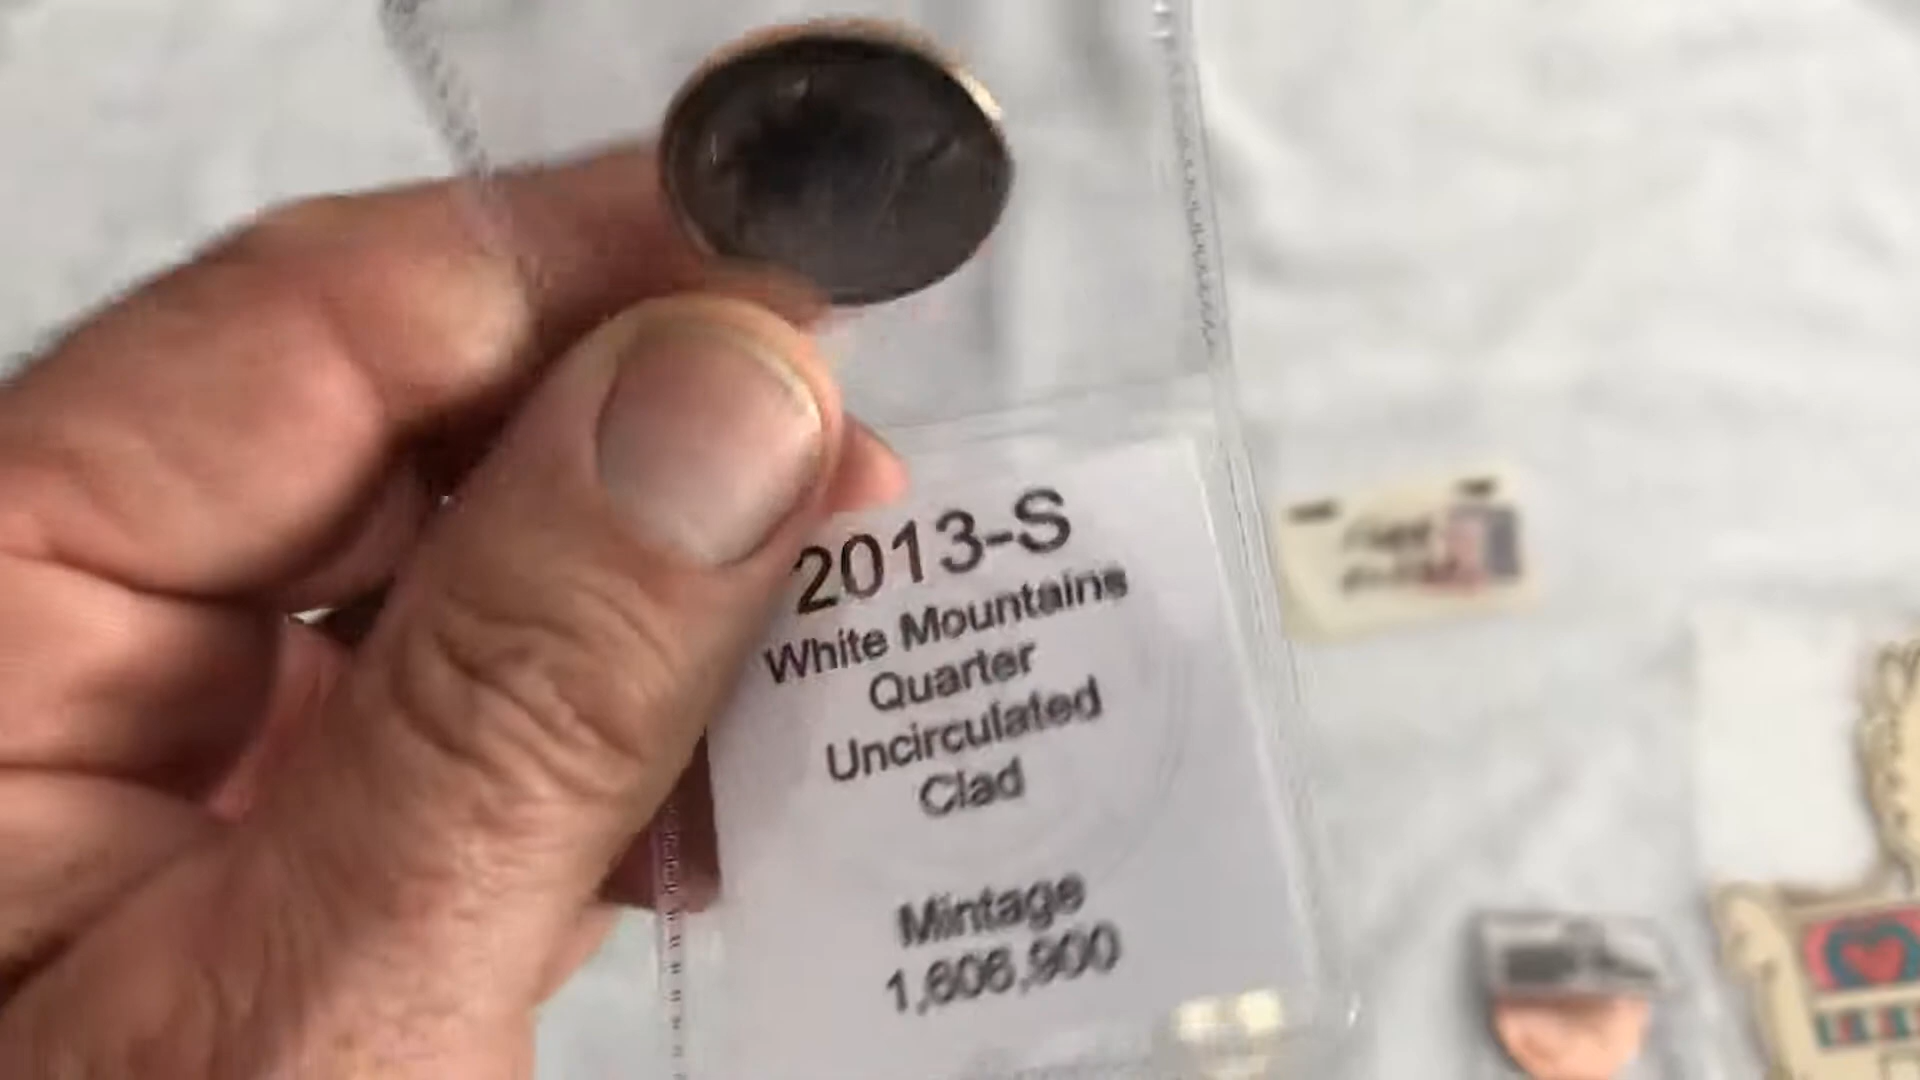 2013-S
White Mountains
Quarter
Uncirculated
Clad
Mintage
1,606,900